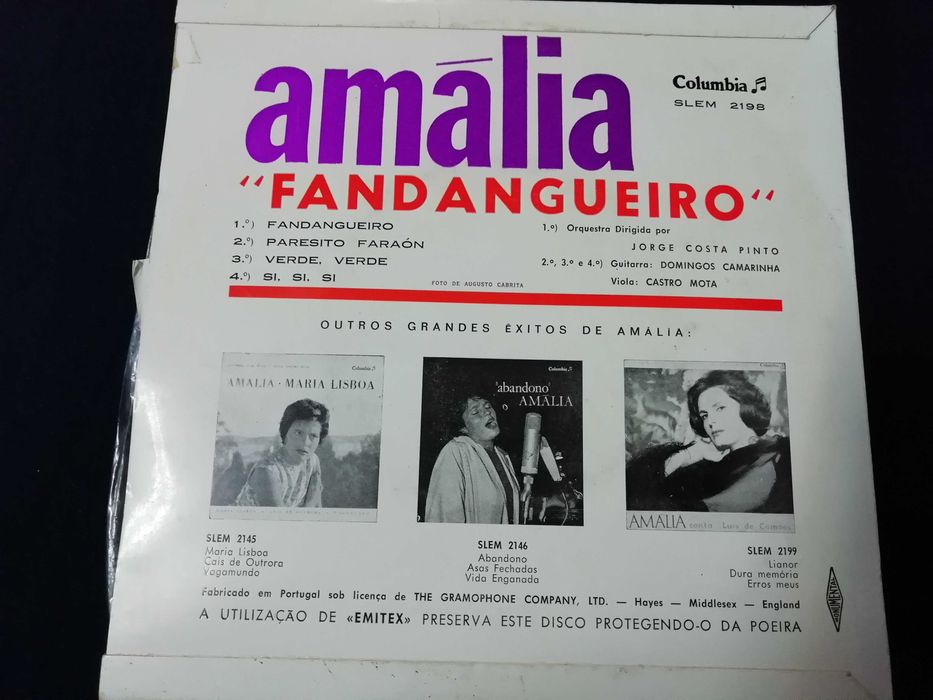 amália
Columbia
SLEM 2198
"FANDANGUEIRO"
1.º) FANDANGUEIRO
2.º) PARESITO FARAÓN
3.º) VERDE, VERDE
4.º) SI, SI, SI
FOTO DE AUGUSTO CABRITA
1.º) Orquestra Dirigida por
JORGE COSTA PINTO
2.º, 3.º e 4.º) Guitarra: DOMINGOS CAMARINHA
Viola: CASTRO MOTA
OUTROS GRANDES ÊXITOS DE AMÁLIA:
Columbia
AMÁLIA · MARIA LISBOA
Columbia
"abandono"
AMÁLIA
Columbia
AMÁLIA canta Luis de Camões
SLEM 2145
Maria Lisboa
Cais de Outrora
Vagamundo
SLEM 2146
Abandono
Asas Fechadas
Vida Enganada
SLEM 2199
Lianor
Dura memória
Erros meus
Fabricado em Portugal sob licença de THE GRAMOPHONE COMPANY, LTD. — Hayes — Middlesex — England
A UTILIZAÇÃO DE «EMITEX» PRESERVA ESTE DISCO PROTEGENDO-O DA POEIRA
MONUMENTAL